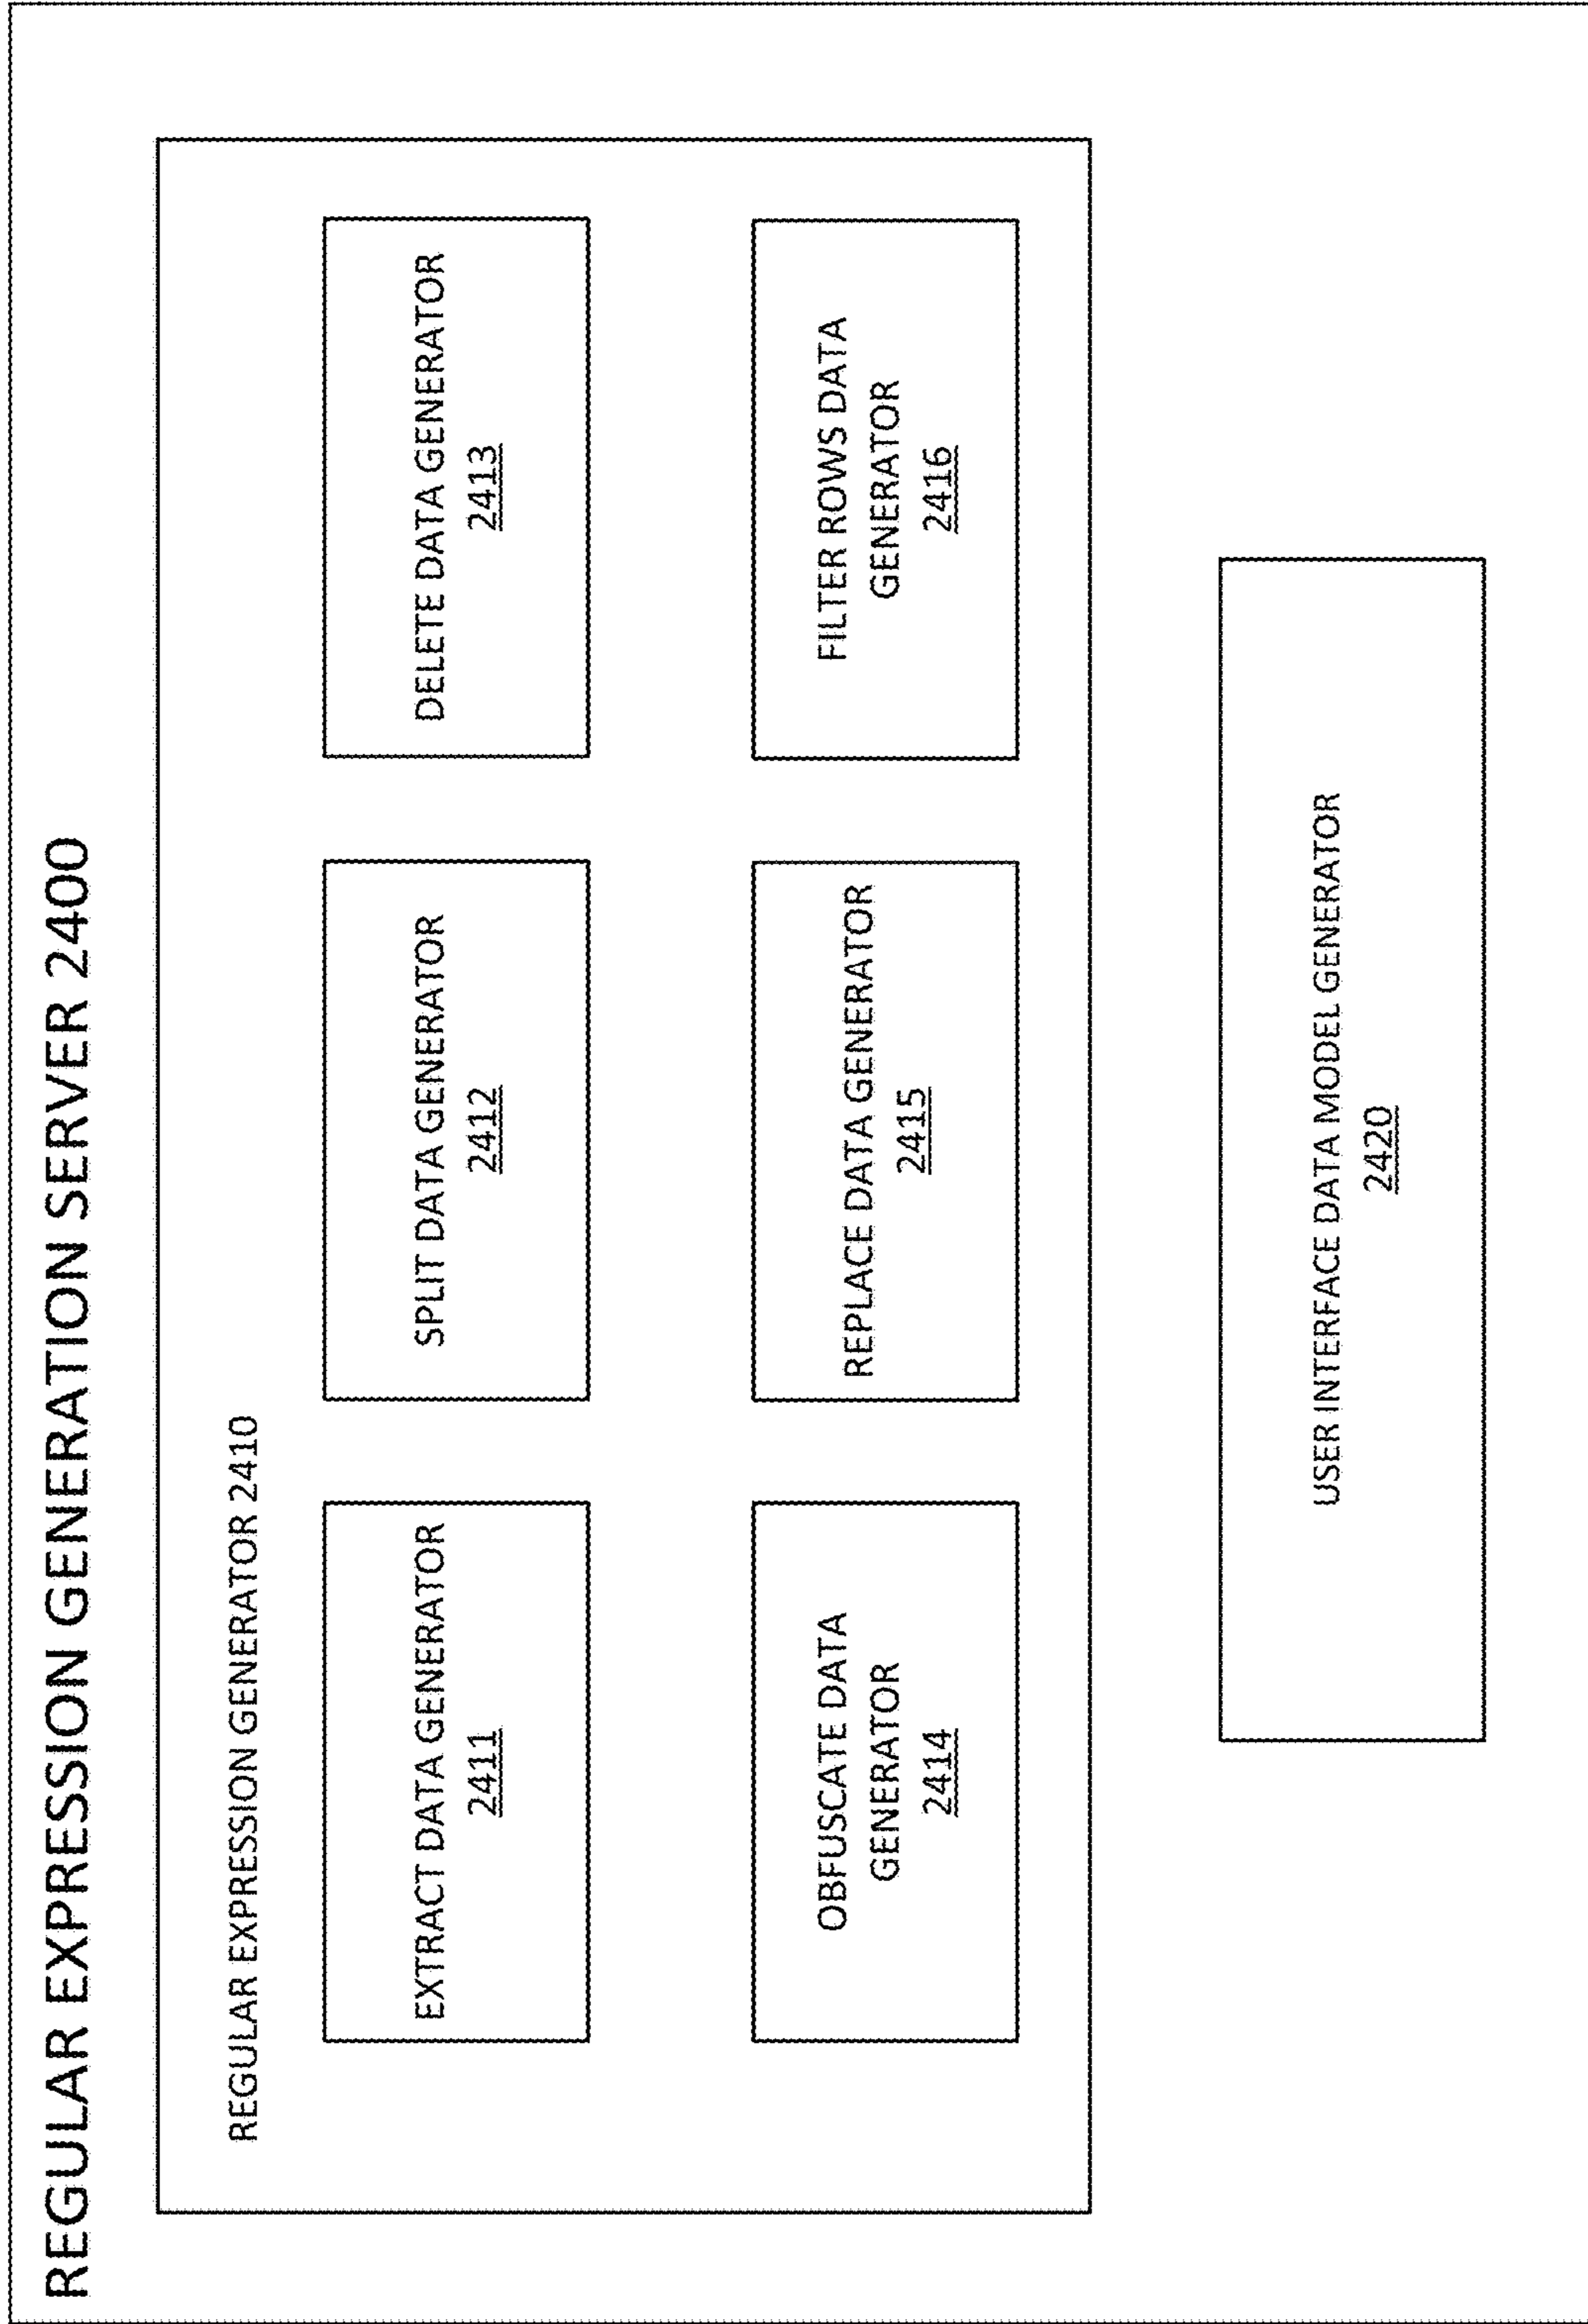 REGULAR EXPRESSION GENERATION SERVER 2400
REGULAR EXPRESSION GENERATOR 2410
EXTRACT DATA GENERATOR
2411
SPLIT DATA GENERATOR
2412
DELETE DATA GENERATOR
2413
OBFUSCATE DATA
GENERATOR
2414
REPLACE DATA GENERATOR
2415
FILTER ROWS DATA
GENERATOR
2416
USER INTERFACE DATA MODEL GENERATOR
2420